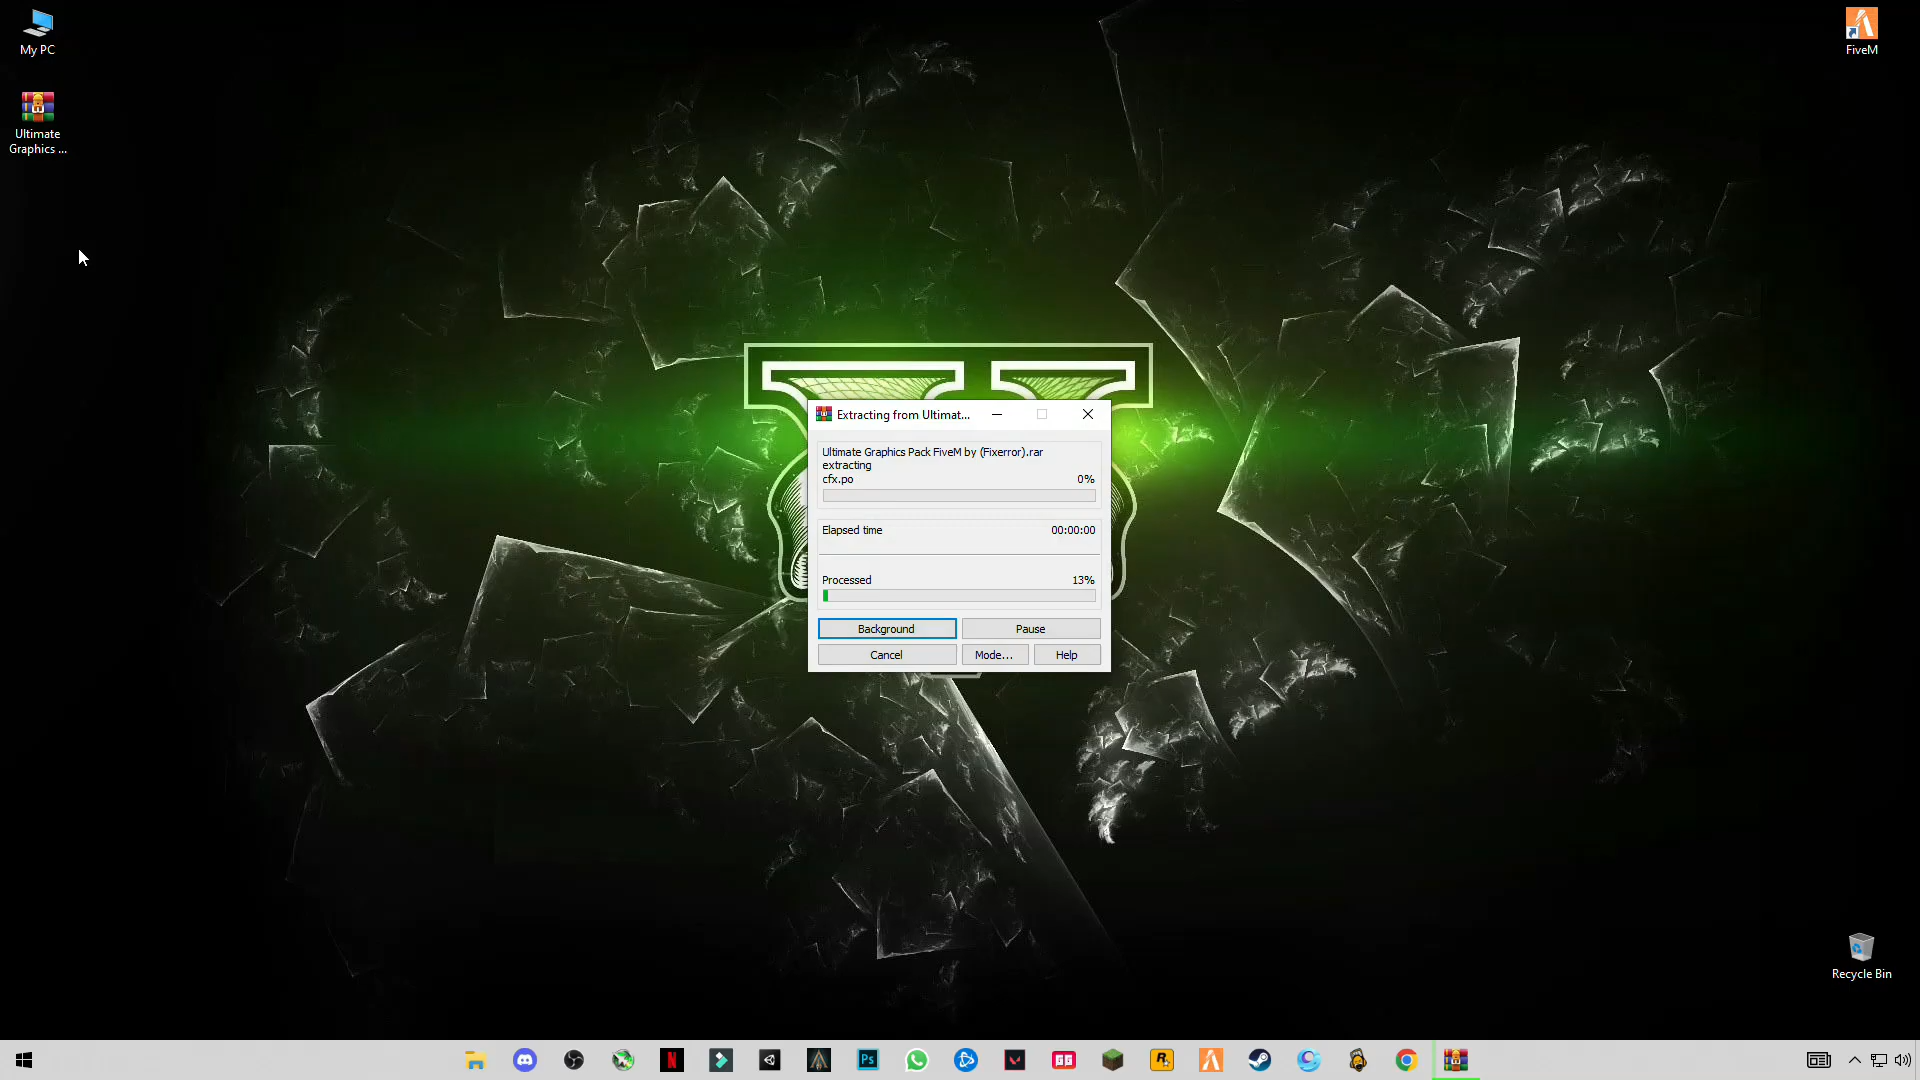 My PC
Ultimate
Graphics ...
FiveM
Extracting from Ultimat...
Ultimate Graphics Pack FiveM by (Fixerror).rar
extracting
cfx.po 0%
Elapsed time 00:00:00
Processed 13%
Background Pause
Cancel Mode... Help
Recycle Bin
N Ps R